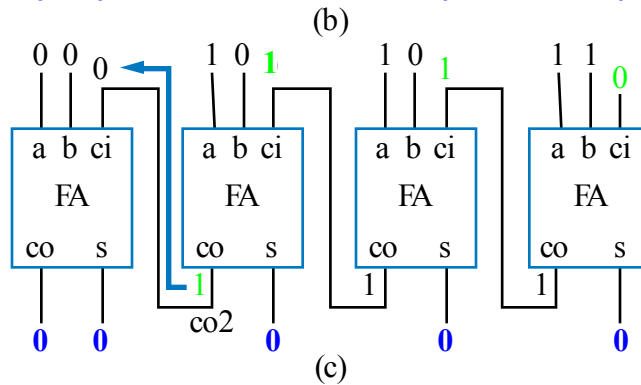 (b)
0 0 0 1 0 1 1 0 1 1 1 0
a b ci a b ci a b ci a b ci
FA FA FA FA
co s co s co s co s
1 1 1
co2
0 0 0 0 0
(c)